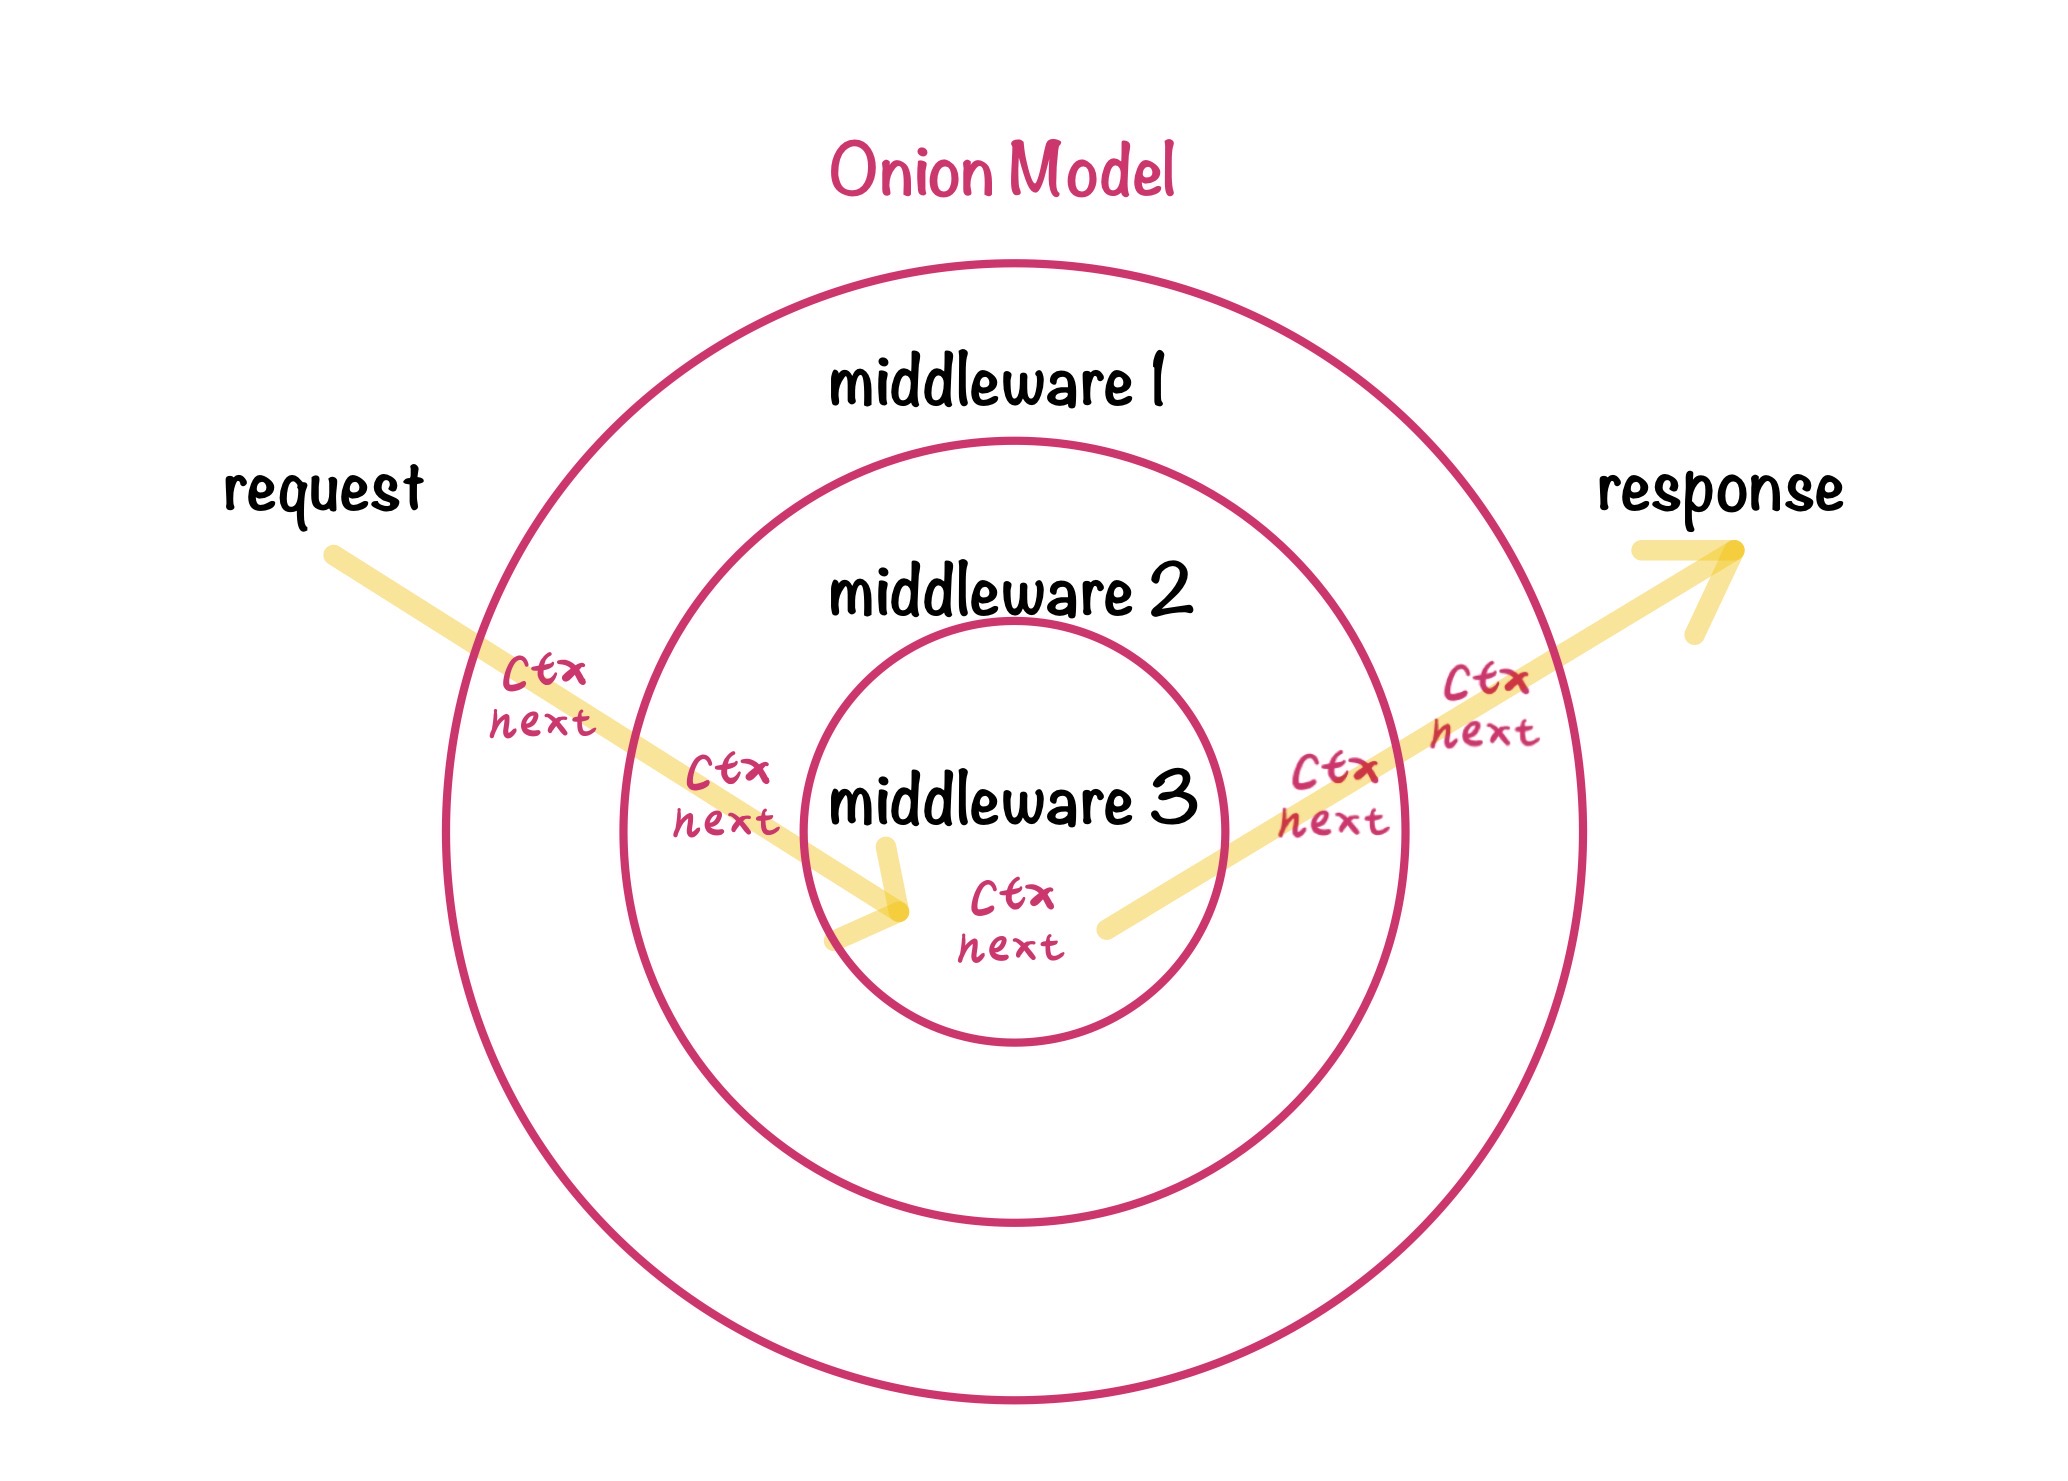 Onion Model
middleware 1
request
response
middleware 2
ctx
next
ctx
next
middleware 3
ctx
next
ctx
next
ctx
next